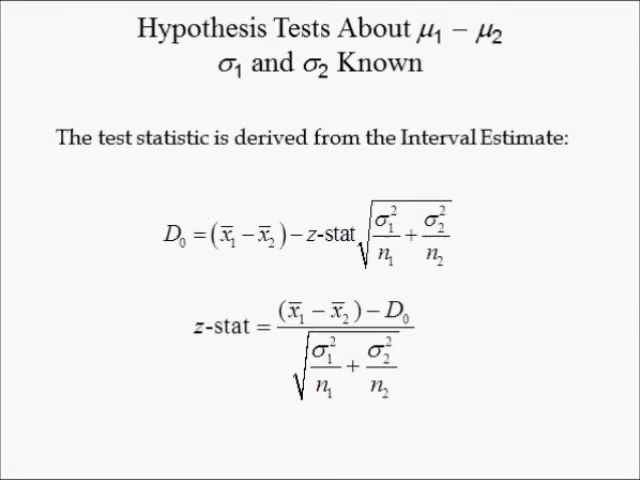 Hypothesis Tests About μ₁ − μ₂
σ₁ and σ₂ Known
The test statistic is derived from the Interval Estimate:
D₀ = (x̄₁ − x̄₂) − z-stat √(σ₁²/n₁ + σ₂²/n₂)
z-stat = ((x̄₁ − x̄₂) − D₀) / √(σ₁²/n₁ + σ₂²/n₂)